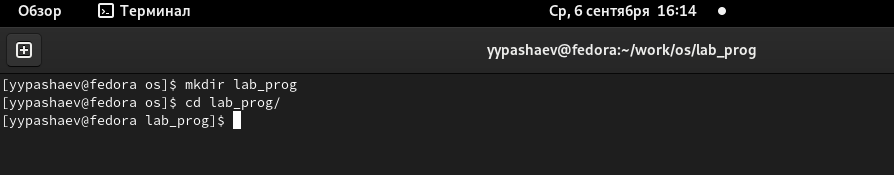 Обзор Терминал Ср, 6 сентября 16:14
yypashaev@fedora:~/work/os/lab_prog
[yypashaev@fedora os]$ mkdir lab_prog
[yypashaev@fedora os]$ cd lab_prog/
[yypashaev@fedora lab_prog]$